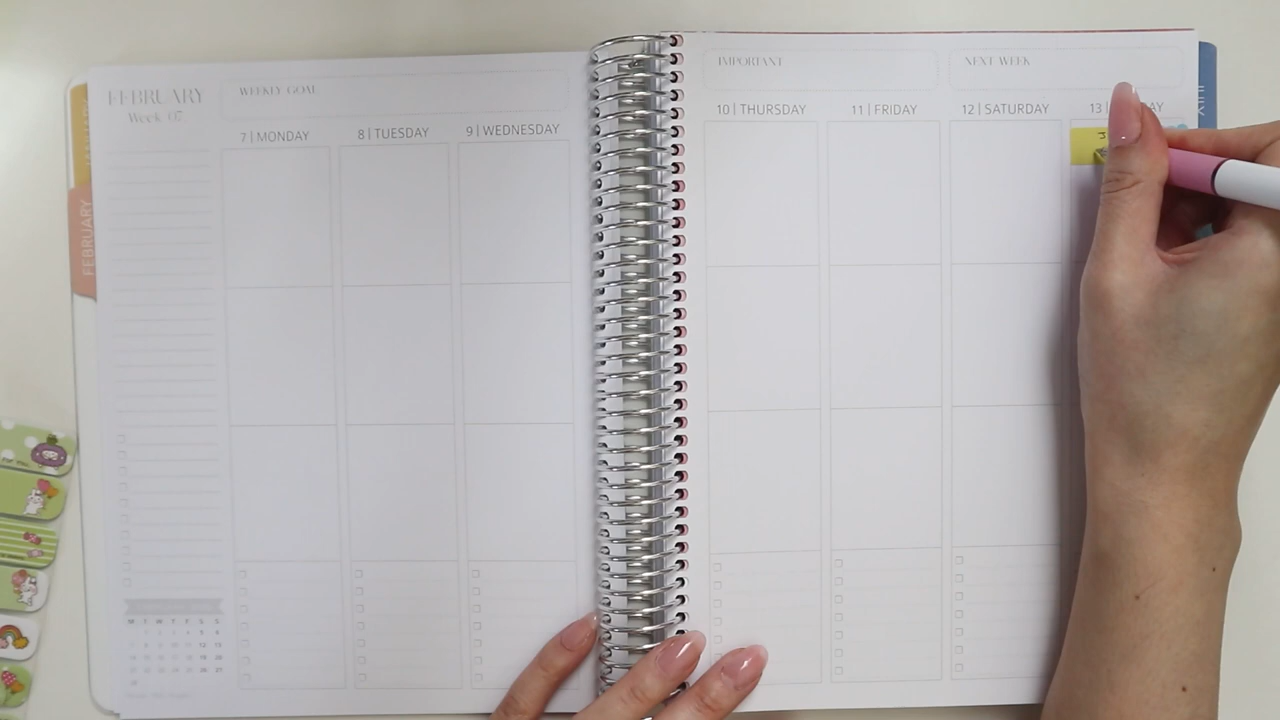 FEBRUARY
Week 07
WEEKLY GOAL
7 | MONDAY
8 | TUESDAY
9 | WEDNESDAY
IMPORTANT
NEXT WEEK
10 | THURSDAY
11 | FRIDAY
12 | SATURDAY
13 |
FEBRUARY